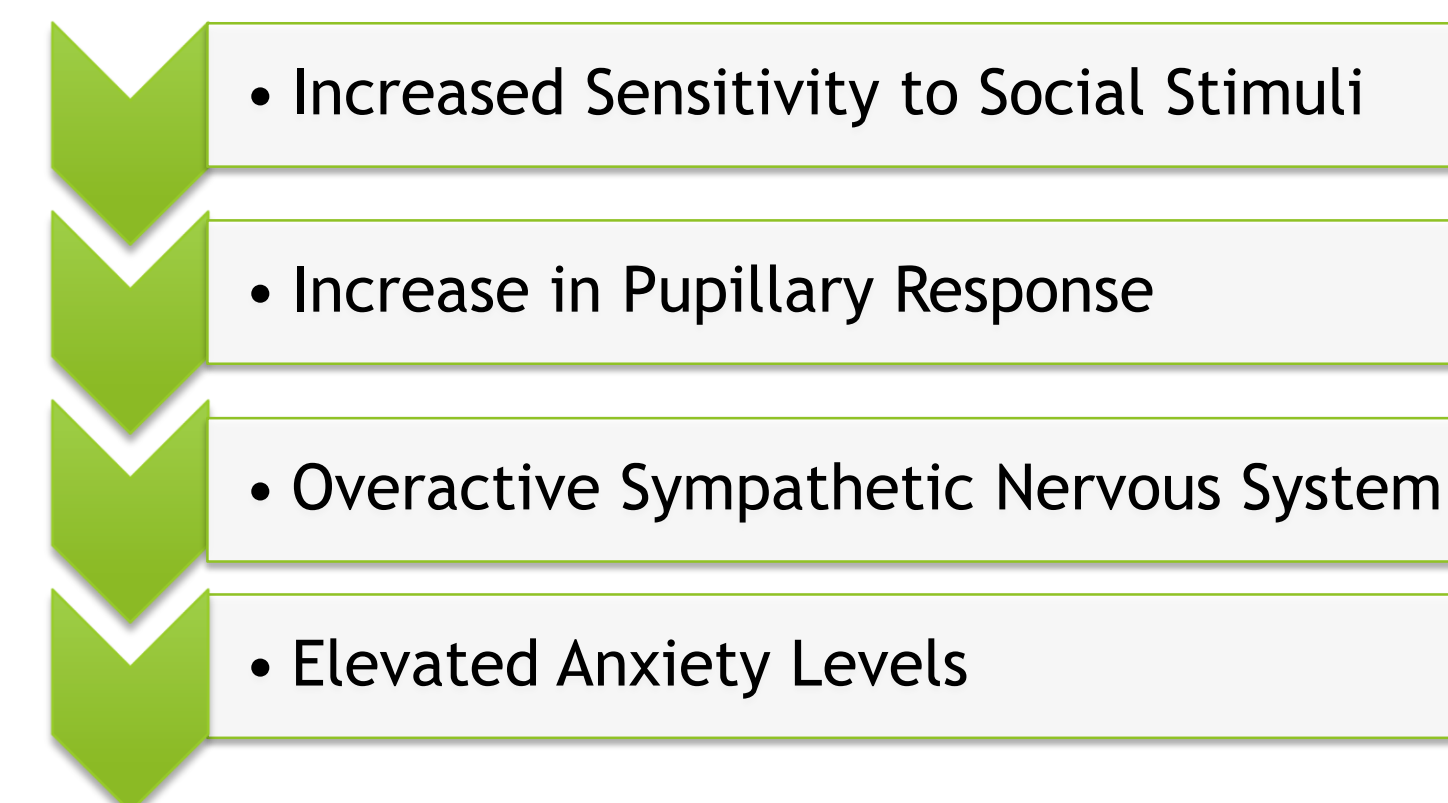 • Increased Sensitivity to Social Stimuli
• Increase in Pupillary Response
• Overactive Sympathetic Nervous System
• Elevated Anxiety Levels